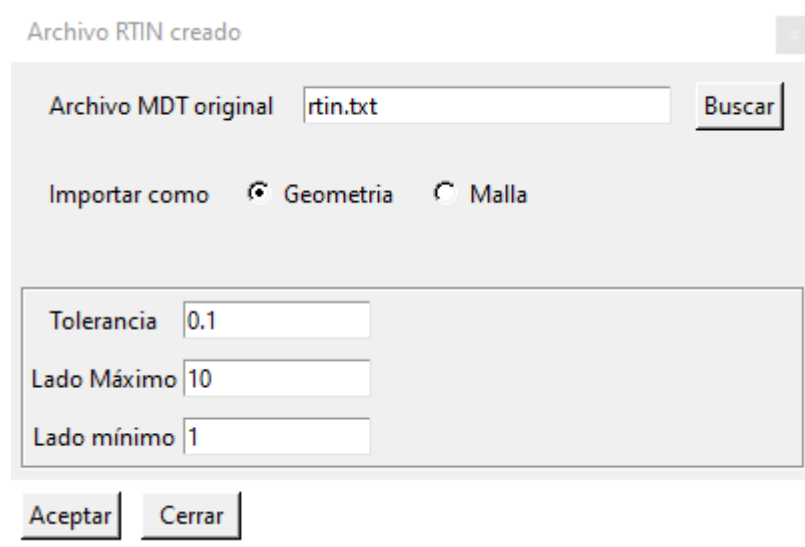 Archivo RTIN creado x
Archivo MDT original rtin.txt Buscar
Importar como Geometria Malla
Tolerancia 0.1
Lado Máximo 10
Lado mínimo 1
Aceptar Cerrar